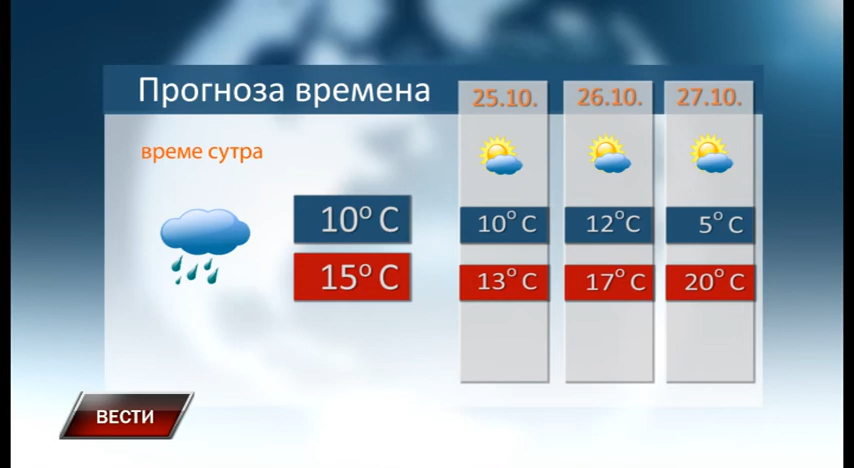 Прогноза времена
време сутра
10° C
15° C
25.10.
26.10.
27.10.
10° C
12°C
5° C
13° C
17° C
20° C
ВЕСТИ